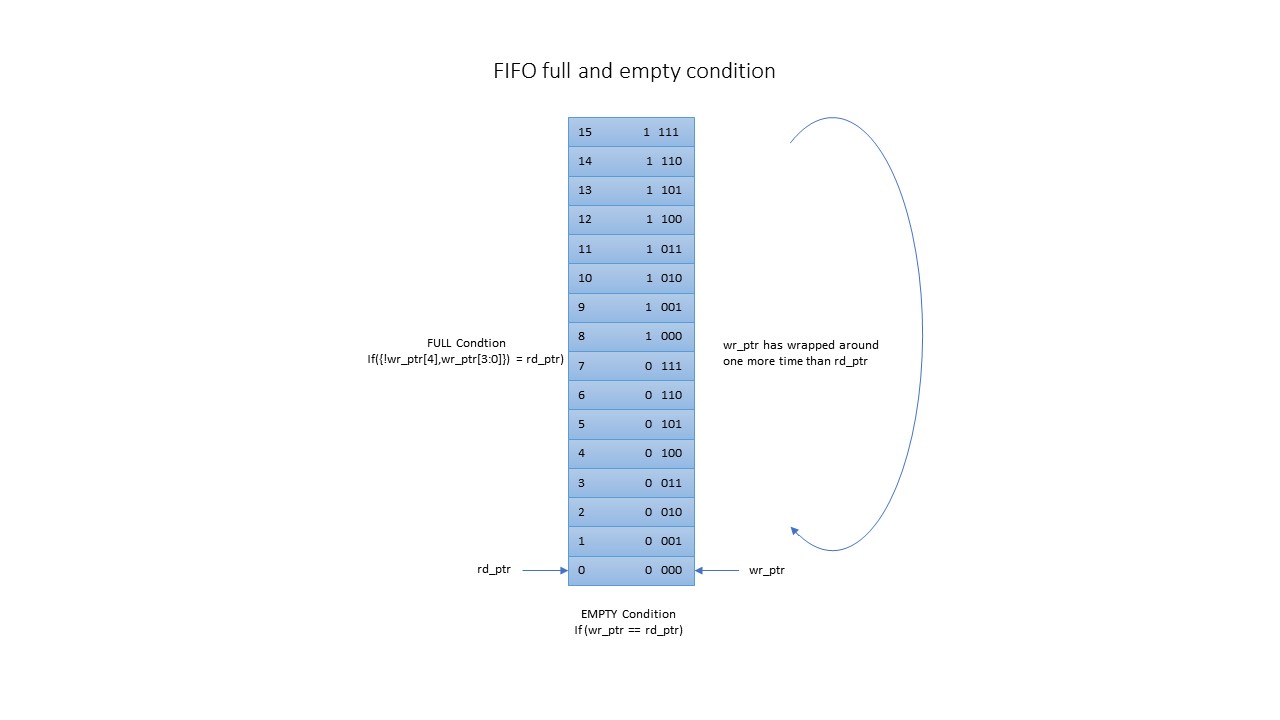 FIFO full and empty condition
15 1 111
14 1 110
13 1 101
12 1 100
11 1 011
10 1 010
9 1 001
8 1 000
7 0 111
6 0 110
5 0 101
4 0 100
3 0 011
2 0 010
1 0 001
0 0 000
FULL Condtion
If({!wr_ptr[4],wr_ptr[3:0]}) = rd_ptr)
wr_ptr has wrapped around
one more time than rd_ptr
rd_ptr
wr_ptr
EMPTY Condition
If (wr_ptr == rd_ptr)